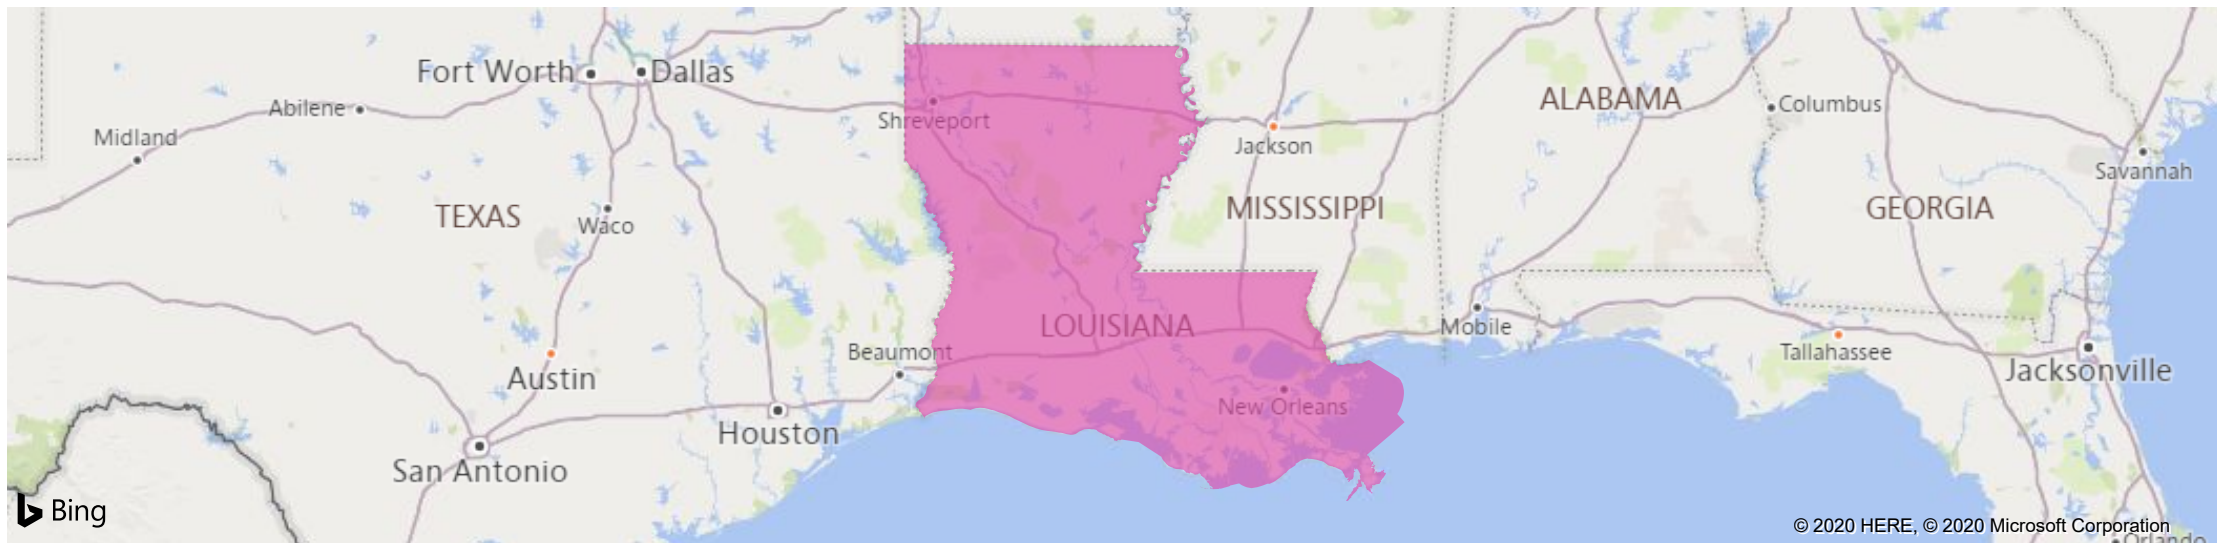 Fort Worth
Dallas
Abilene
Midland
Shreveport
Jackson
ALABAMA
Columbus
Savannah
TEXAS
Waco
MISSISSIPPI
GEORGIA
LOUISIANA
Mobile
Beaumont
Austin
Tallahassee
Jacksonville
New Orleans
Houston
San Antonio
Bing
© 2020 HERE, © 2020 Microsoft Corporation
Orlando